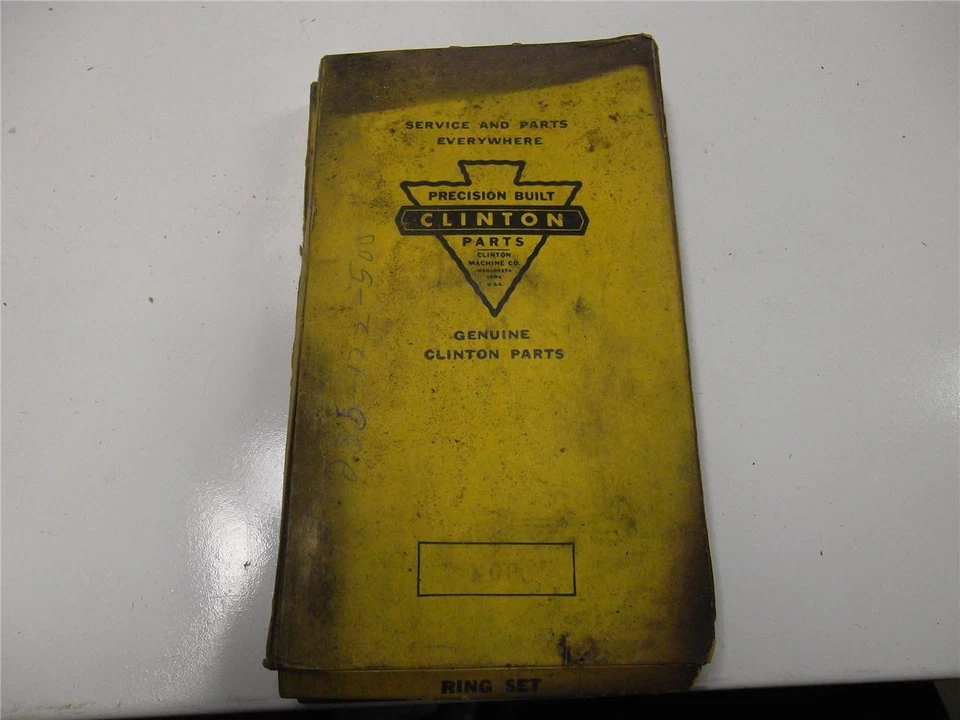 SERVICE AND PARTS
EVERYWHERE
PRECISION BUILT
CLINTON
PARTS
CLINTON
MACHINE CO.
MAQUOKETA
IOWA
U.S.A.
GENUINE
CLINTON PARTS
RING SET